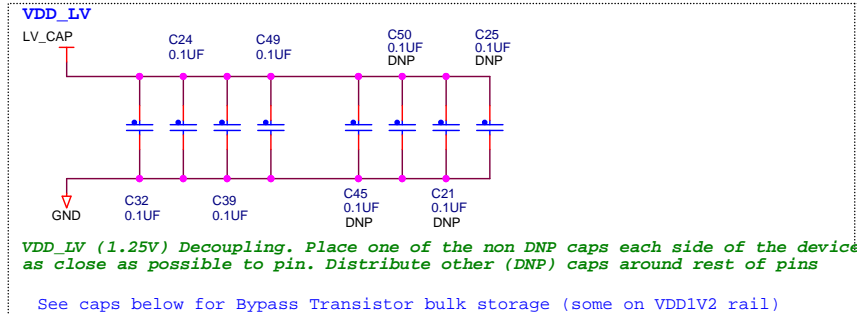 VDD_LV
LV_CAP
C24
0.1UF
C49
0.1UF
C50
0.1UF
DNP
C25
0.1UF
DNP
C32
0.1UF
C39
0.1UF
C45
0.1UF
DNP
C21
0.1UF
DNP
GND
VDD_LV (1.25V) Decoupling. Place one of the non DNP caps each side of the device
as close as possible to pin. Distribute other (DNP) caps around rest of pins
See caps below for Bypass Transistor bulk storage (some on VDD1V2 rail)